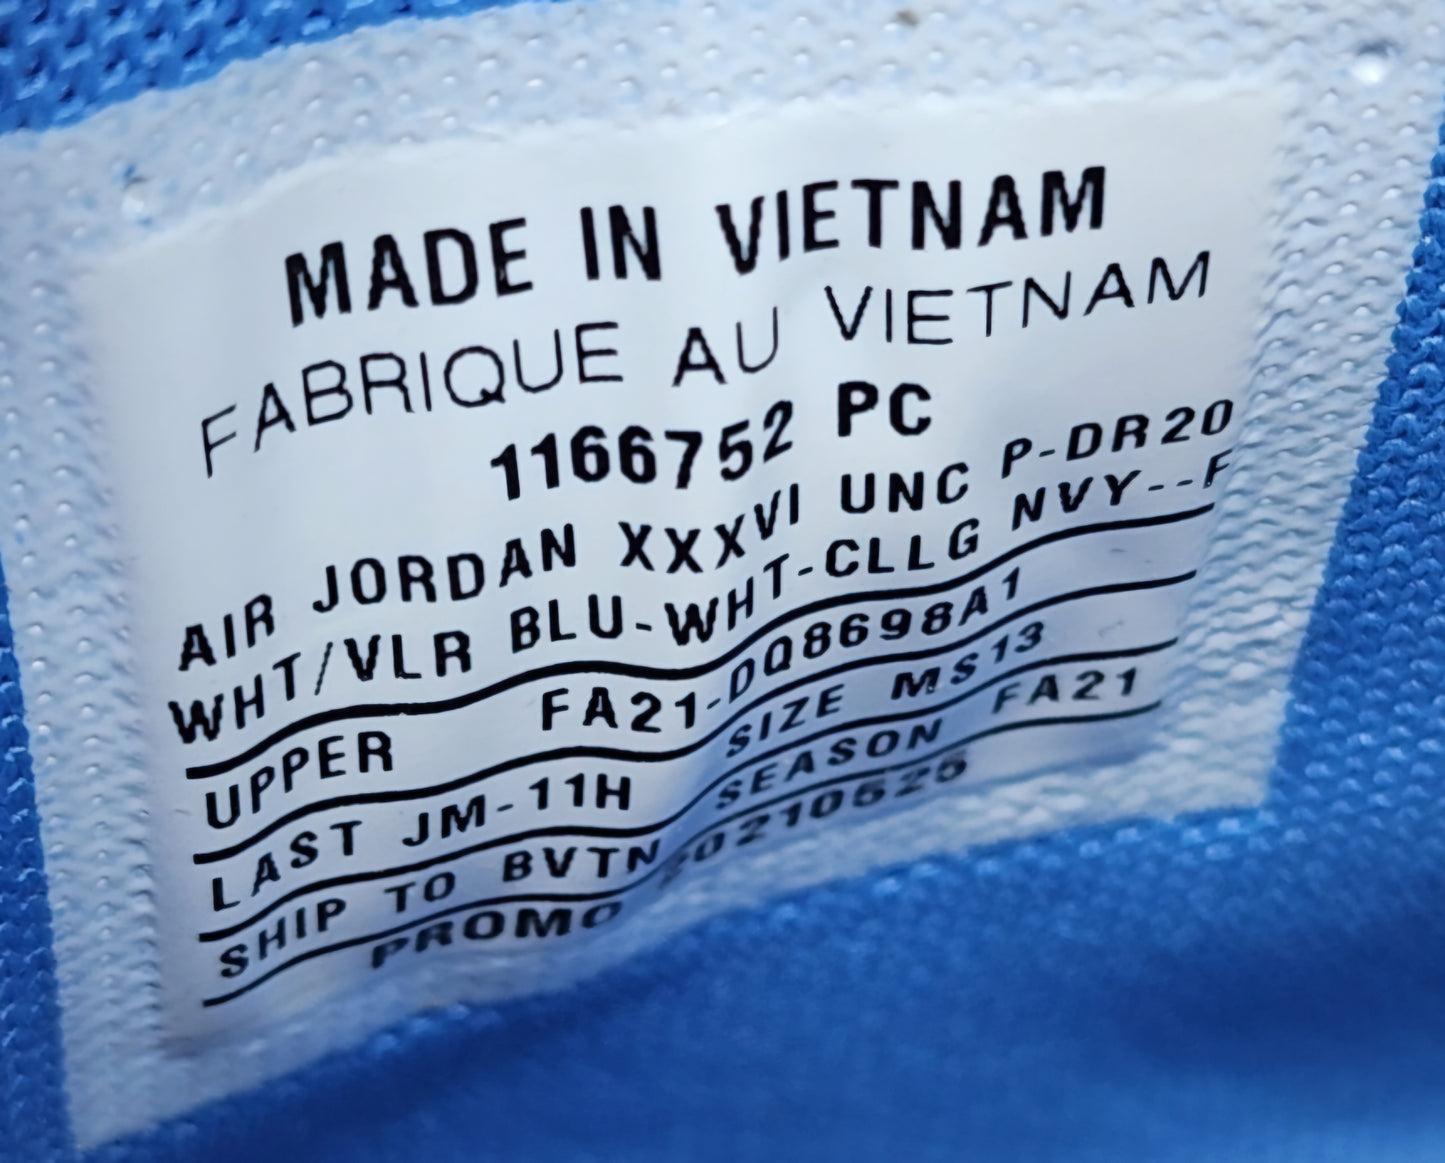 MADE IN VIETNAM
FABRIQUE AU VIETNAM
1166752 PC
AIR JORDAN XXXVI UNC P-DR20
WHT/VLR BLU-WHT-CLLG NVY--F
UPPER FA21-DQ8698A1
LAST JM-11H SIZE MS13
SHIP TO BVTN SEASON FA21
PROMO 20210525